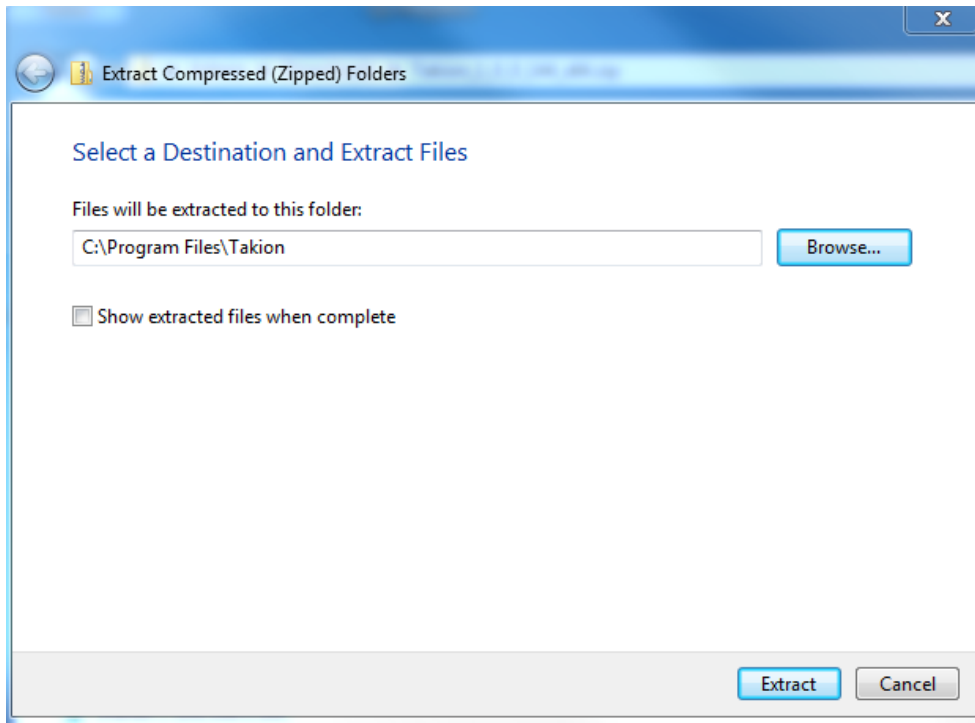 Extract Compressed (Zipped) Folders
Select a Destination and Extract Files
Files will be extracted to this folder:
C:\Program Files\Takion
Browse...
Show extracted files when complete
Extract
Cancel